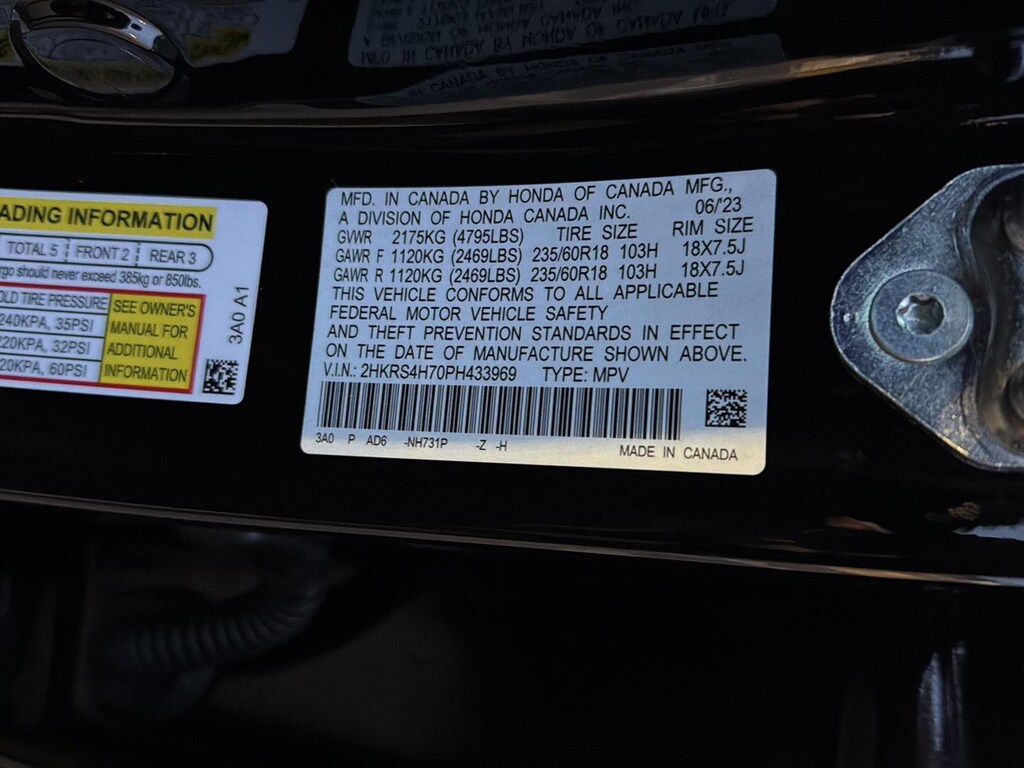 ADING INFORMATION
TOTAL 5 FRONT 2 REAR 3
rgo should never exceed 385kg or 850lbs.
OLD TIRE PRESSURE
240KPA, 35PSI
220KPA, 32PSI
20KPA, 60PSI
SEE OWNER'S
MANUAL FOR
ADDITIONAL
INFORMATION
3A0 A1
MFD. IN CANADA BY HONDA OF CANADA MFG.,
A DIVISION OF HONDA CANADA INC. 06/'23
GVWR 2175KG (4795LBS) TIRE SIZE RIM SIZE
GAWR F 1120KG (2469LBS) 235/60R18 103H 18X7.5J
GAWR R 1120KG (2469LBS) 235/60R18 103H 18X7.5J
THIS VEHICLE CONFORMS TO ALL APPLICABLE
FEDERAL MOTOR VEHICLE SAFETY
AND THEFT PREVENTION STANDARDS IN EFFECT
ON THE DATE OF MANUFACTURE SHOWN ABOVE.
V.I.N.: 2HKRS4H70PH433969 TYPE: MPV
3A0 P AD6 -NH731P -Z -H
MADE IN CANADA